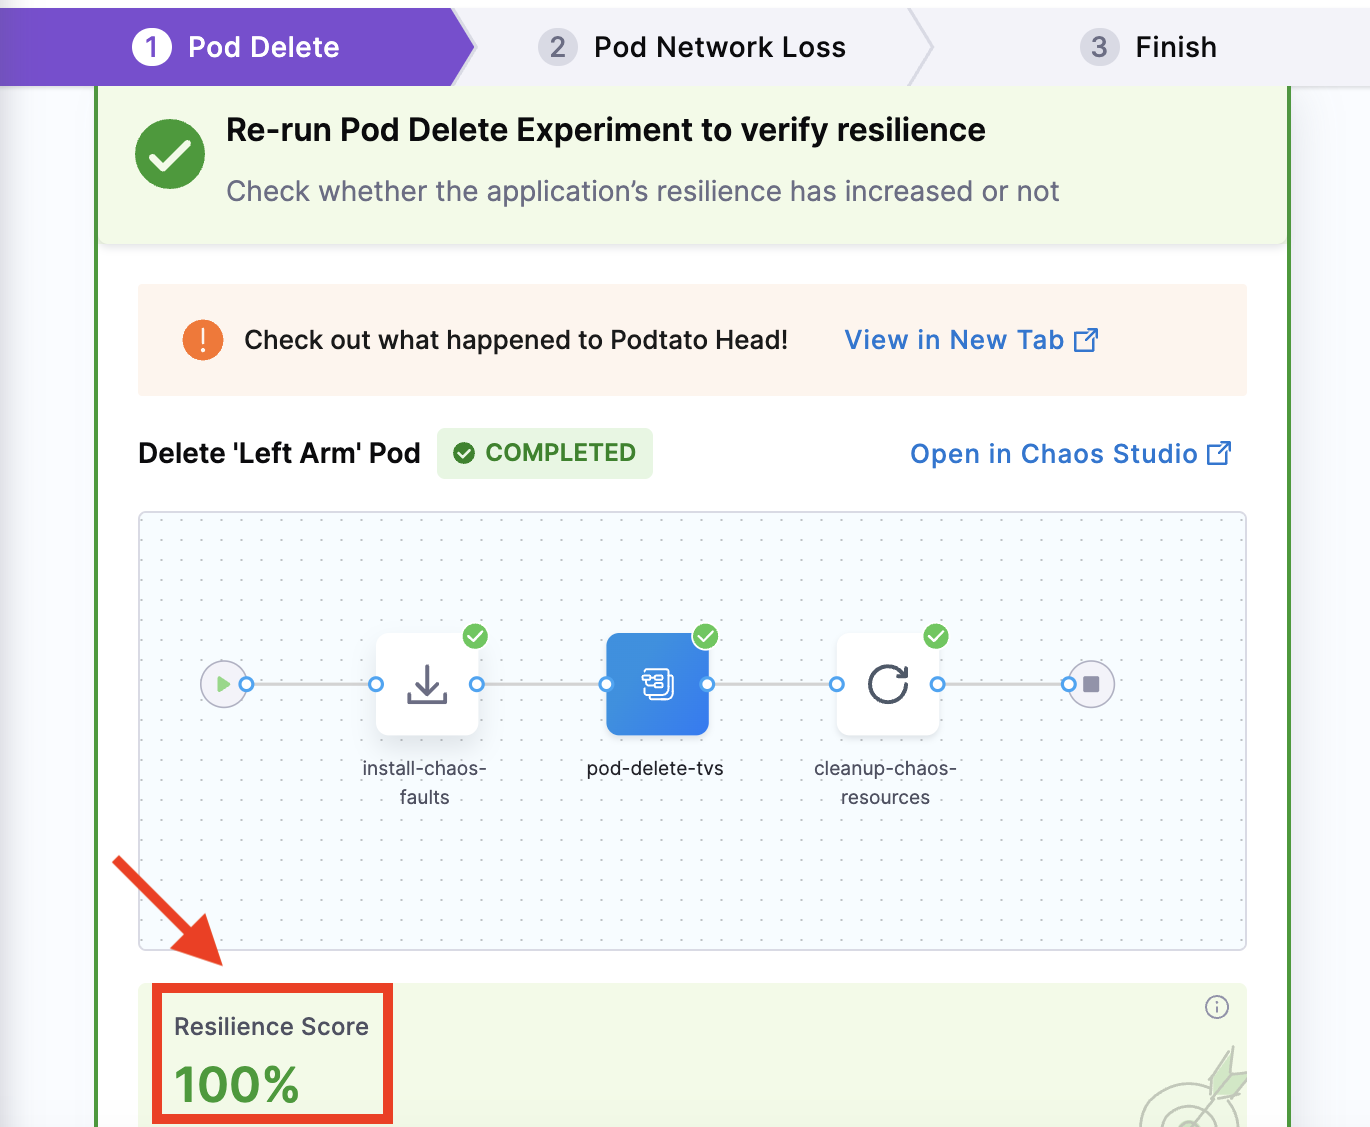 1 Pod Delete
2 Pod Network Loss
3 Finish
Re-run Pod Delete Experiment to verify resilience
Check whether the application’s resilience has increased or not
! Check out what happened to Podtato Head! View in New Tab
Delete 'Left Arm' Pod COMPLETED Open in Chaos Studio
install-chaos-
faults
pod-delete-tvs
cleanup-chaos-
resources
Resilience Score
100%